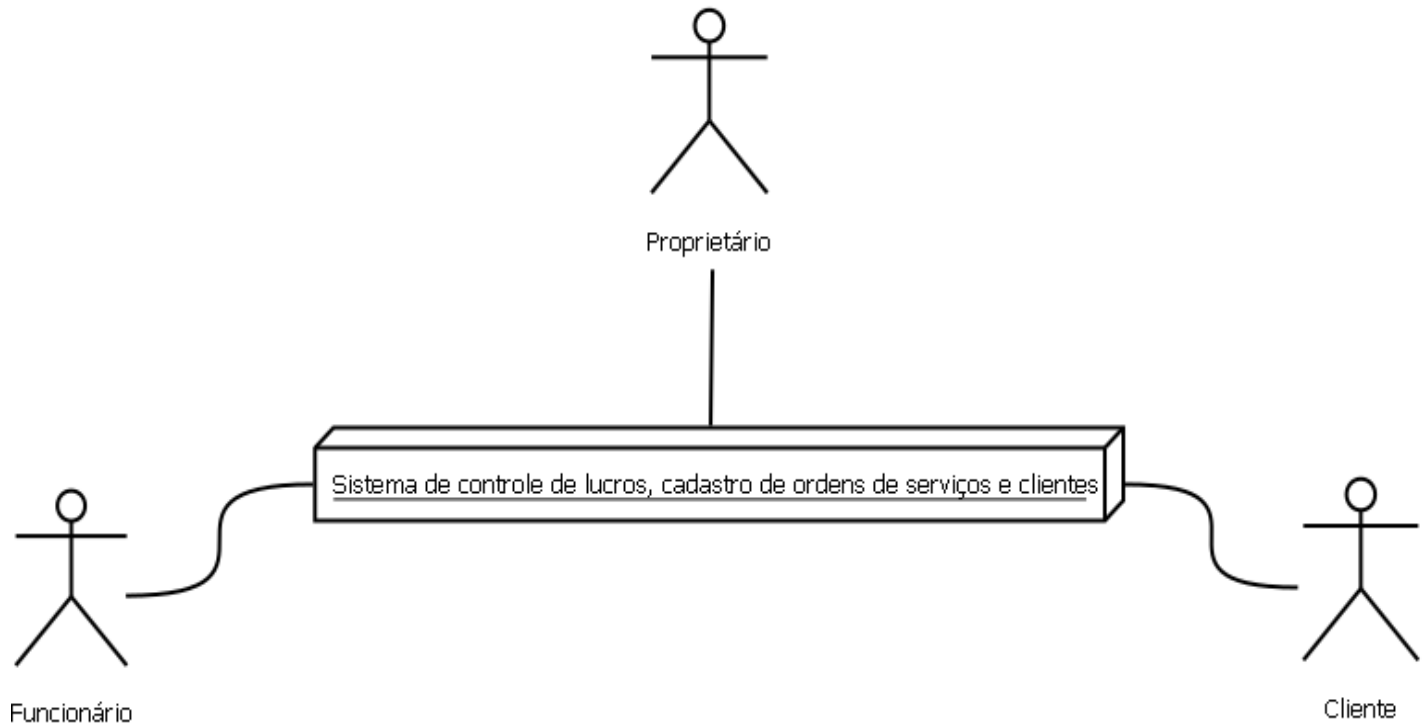 Proprietário
Sistema de controle de lucros, cadastro de ordens de serviços e clientes
Funcionário
Cliente